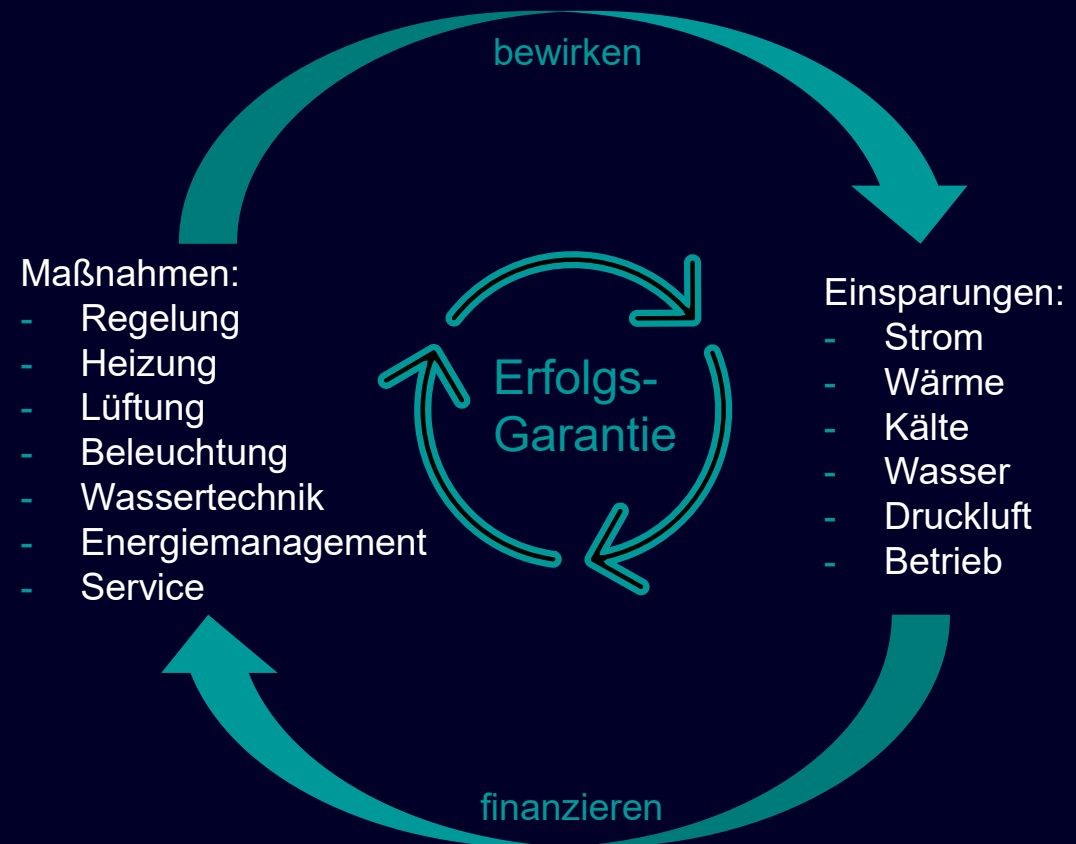 bewirken
Maßnahmen:
- Regelung
- Heizung
- Lüftung
- Beleuchtung
- Wassertechnik
- Energiemanagement
- Service
Erfolgs-
Garantie
Einsparungen:
- Strom
- Wärme
- Kälte
- Wasser
- Druckluft
- Betrieb
finanzieren